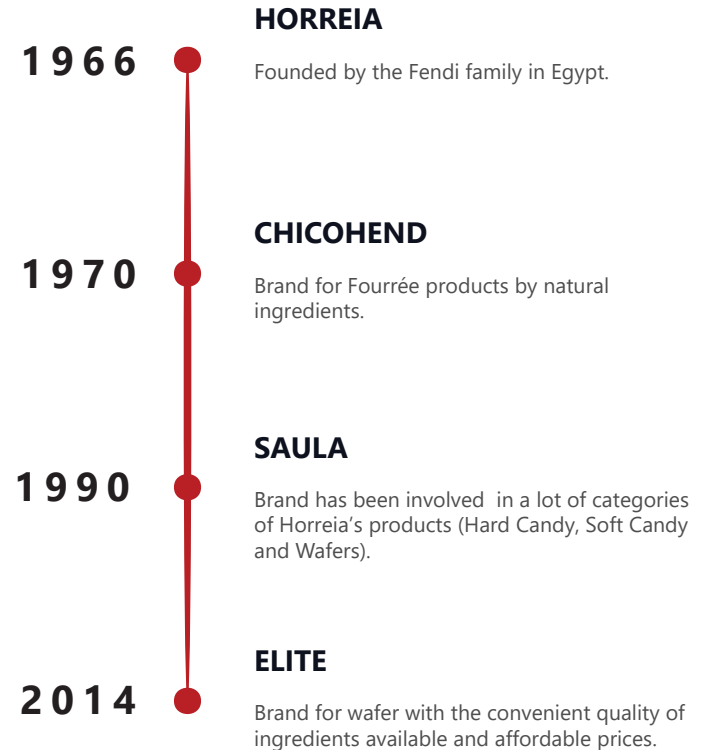 HORREIA
1966
Founded by the Fendi family in Egypt.
CHICOHEND
1970
Brand for Fourrée products by natural
ingredients.
SAULA
1990
Brand has been involved  in a lot of categories
of Horreia’s products (Hard Candy, Soft Candy
and Wafers).
ELITE
2014
Brand for wafer with the convenient quality of
ingredients available and affordable prices.